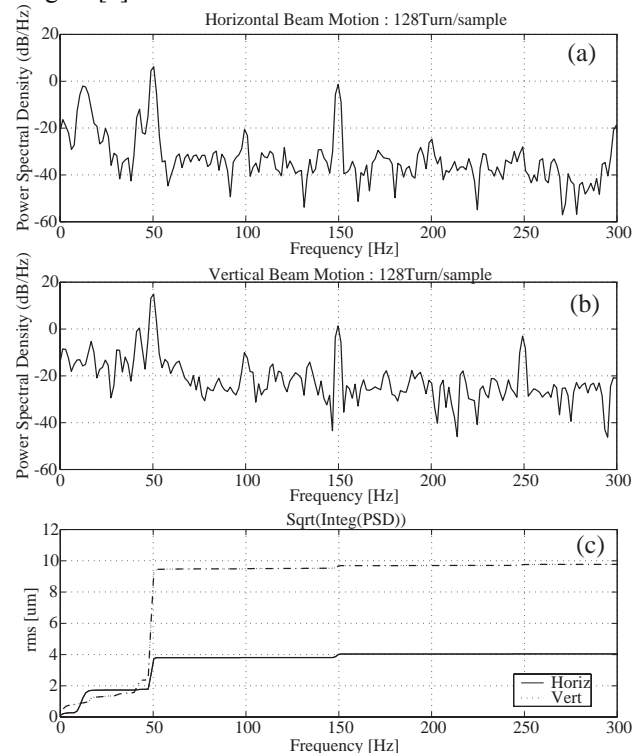 Horizontal Beam Motion : 128Turn/sample
(a)
Power Spectral Density (dB/Hz)
20
0
-20
-40
-60
0 50 100 150 200 250 300
Frequency [Hz]
Vertical Beam Motion : 128Turn/sample
(b)
Power Spectral Density (dB/Hz)
20
0
-20
-40
-60
0 50 100 150 200 250 300
Frequency [Hz]
Sqrt(Integ(PSD))
(c)
rms [um]
12
10
8
6
4
2
0
Horiz
Vert
0 50 100 150 200 250 300
Frequency [Hz]